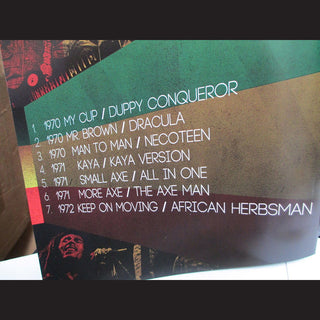 1. 1970 MY CUP / DUPPY CONQUEROR
2. 1970 MR. BROWN / DRACULA
3. 1970 MAN TO MAN / NECOTEEN
4. 1971 KAYA / KAYA VERSION
5. 1971 SMALL AXE / ALL IN ONE
6. 1971 MORE AXE / THE AXE MAN
7. 1972 KEEP ON MOVING / AFRICAN HERBSMAN